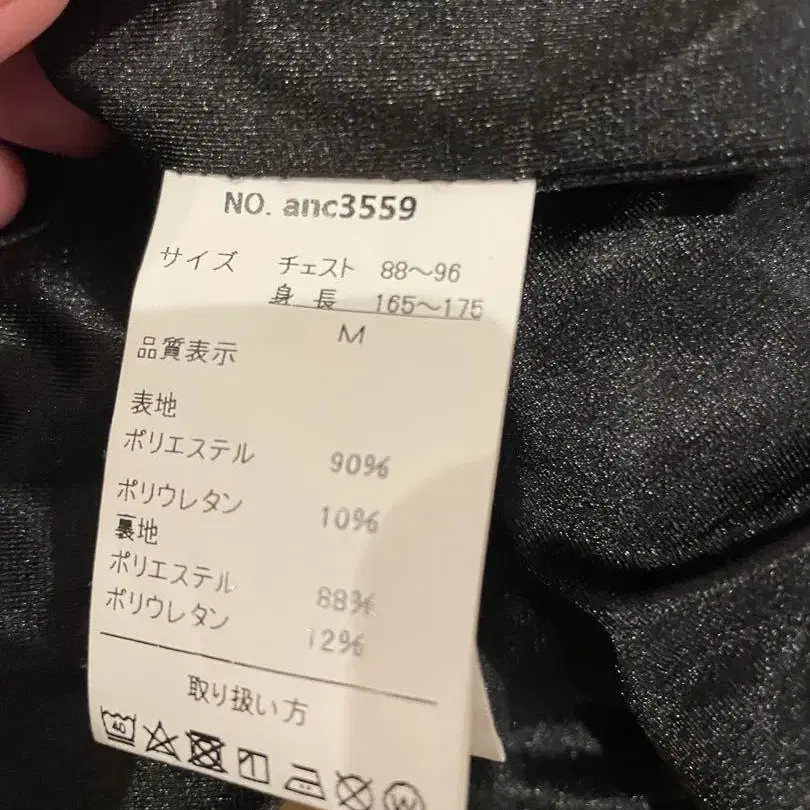 NO. anc3559
サイズ チェスト 88～96
身長 165～175
M
品質表示
表地
ポリエステル 90%
ポリウレタン 10%
裏地
ポリエステル 88%
ポリウレタン 12%
取り扱い方
40
W